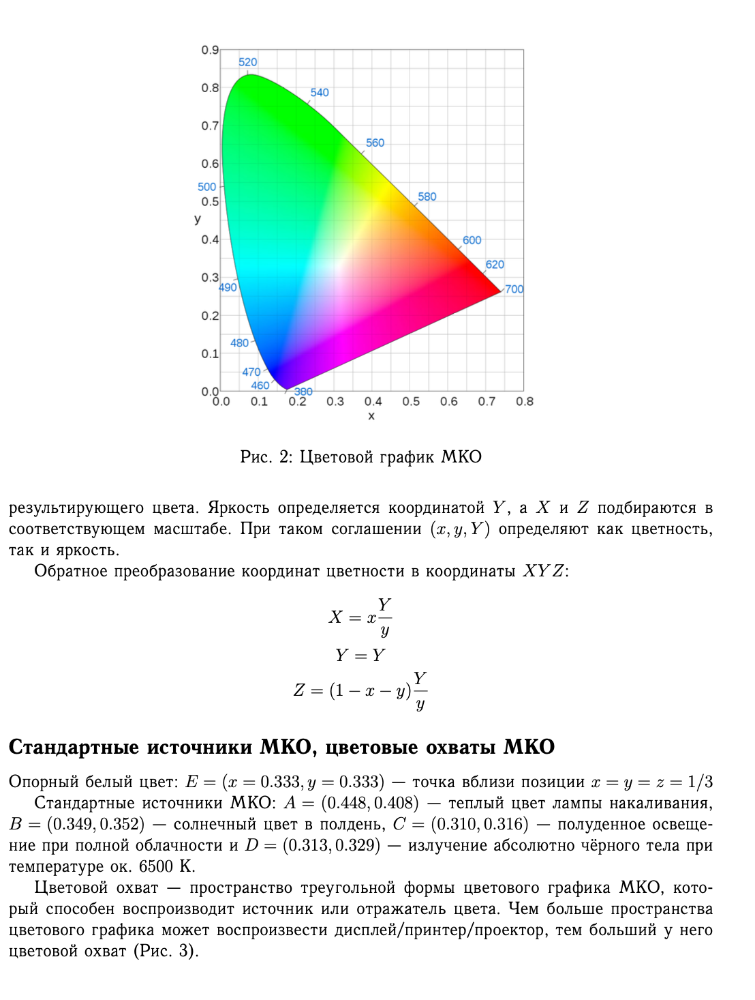 0.9
520
0.8
540
0.7
560
0.6
500
580
0.5
y
0.4
600
620
0.3
490
700
0.2
480
0.1
470
460
380
0.0
0.0 0.1 0.2 0.3 0.4 0.5 0.6 0.7 0.8
x
Рис. 2: Цветовой график МКО
результирующего цвета. Яркость определяется координатой Y, а X и Z подбираются в
соответствующем масштабе. При таком соглашении (x, y, Y) определяют как цветность,
так и яркость.
Обратное преобразование координат цветности в координаты XYZ:
X = x Y/y
Y = Y
Z = (1 − x − y) Y/y
Стандартные источники МКО, цветовые охваты МКО
Опорный белый цвет: E = (x = 0.333, y = 0.333) — точка вблизи позиции x = y = z = 1/3
Стандартные источники МКО: A = (0.448, 0.408) — теплый цвет лампы накаливания,
B = (0.349, 0.352) — солнечный цвет в полдень, C = (0.310, 0.316) — полуденное освеще-
ние при полной облачности и D = (0.313, 0.329) — излучение абсолютно чёрного тела при
температуре ок. 6500 К.
Цветовой охват — пространство треугольной формы цветового графика МКО, кото-
рый способен воспроизводит источник или отражатель цвета. Чем больше пространства
цветового графика может воспроизвести дисплей/принтер/проектор, тем больший у него
цветовой охват (Рис. 3).